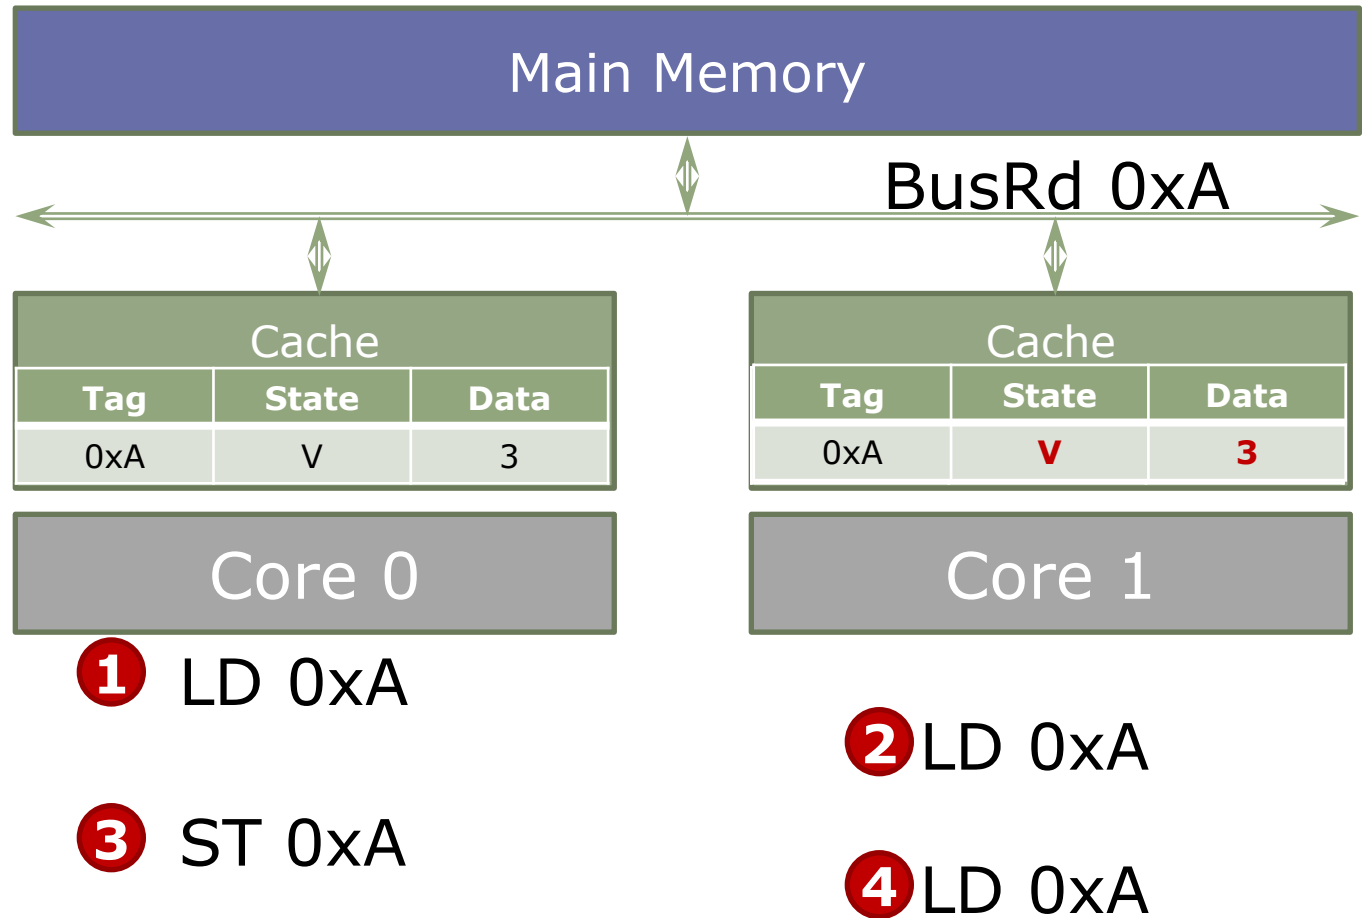 Main Memory
BusRd 0xA
Cache
Tag State Data
0xA V 3
Cache
Tag State Data
0xA V 3
Core 0
Core 1
1 LD 0xA
2 LD 0xA
3 ST 0xA
4 LD 0xA